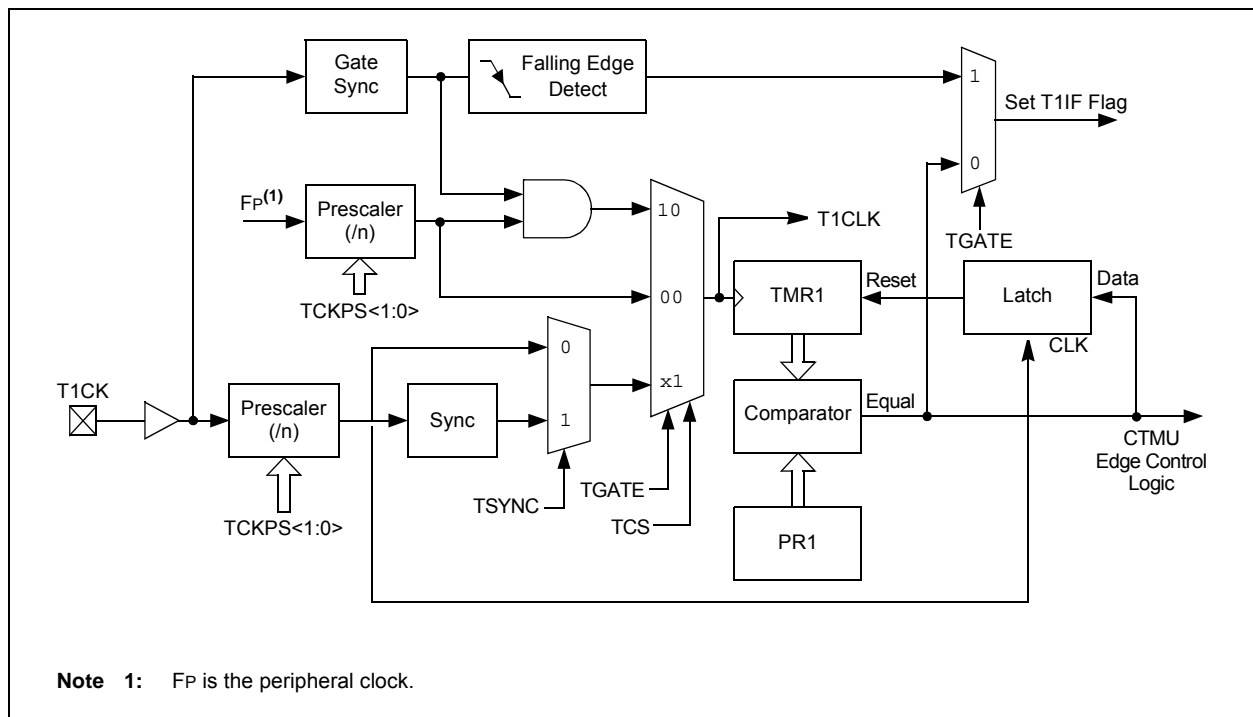 Gate
Sync
Falling Edge
Detect
1
Set T1IF Flag
0
TGATE
FP(1)
Prescaler
(/n)
TCKPS<1:0>
10
00
x1
T1CLK
TMR1
Reset
Latch
Data
CLK
T1CK
Prescaler
(/n)
TCKPS<1:0>
Sync
0
1
TSYNC
TGATE
TCS
Comparator
Equal
PR1
CTMU
Edge Control
Logic
Note 1: FP is the peripheral clock.